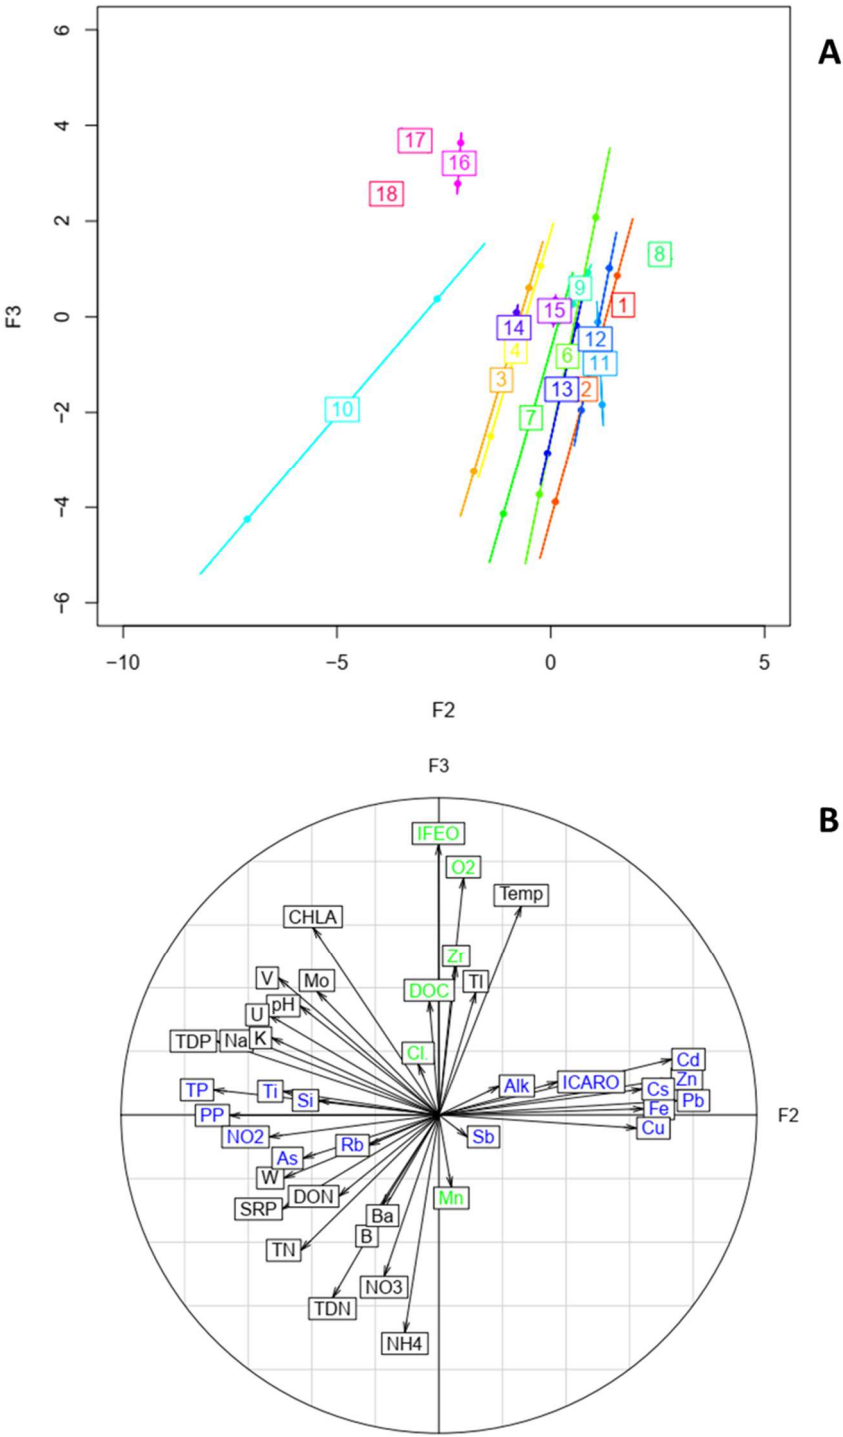 A
6
4
2
0
−2
−4
−6
F3
17
16
18
8
9
1
15
14
12
4
6
11
3
13
2
10
7
−10
−5
0
5
F2
F3
B
IFEO
O2
Temp
CHLA
Zr
V
Mo
Tl
DOC
U
pH
TDP
Na
K
Cl.
Cd
Zn
Alk
ICARO
Cs
TP
Ti
Si
Pb
Fe
PP
F2
Cu
NO2
Rb
Sb
As
W
DON
Mn
SRP
Ba
B
TN
NO3
TDN
NH4